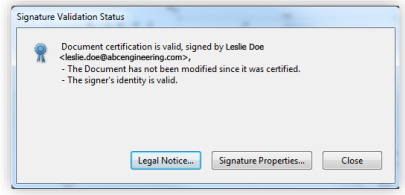 Signature Validation Status
Document certification is valid, signed by Leslie Doe
<leslie.doe@abcengineering.com>,
- The Document has not been modified since it was certified.
- The signer's identity is valid.
Legal Notice... Signature Properties... Close